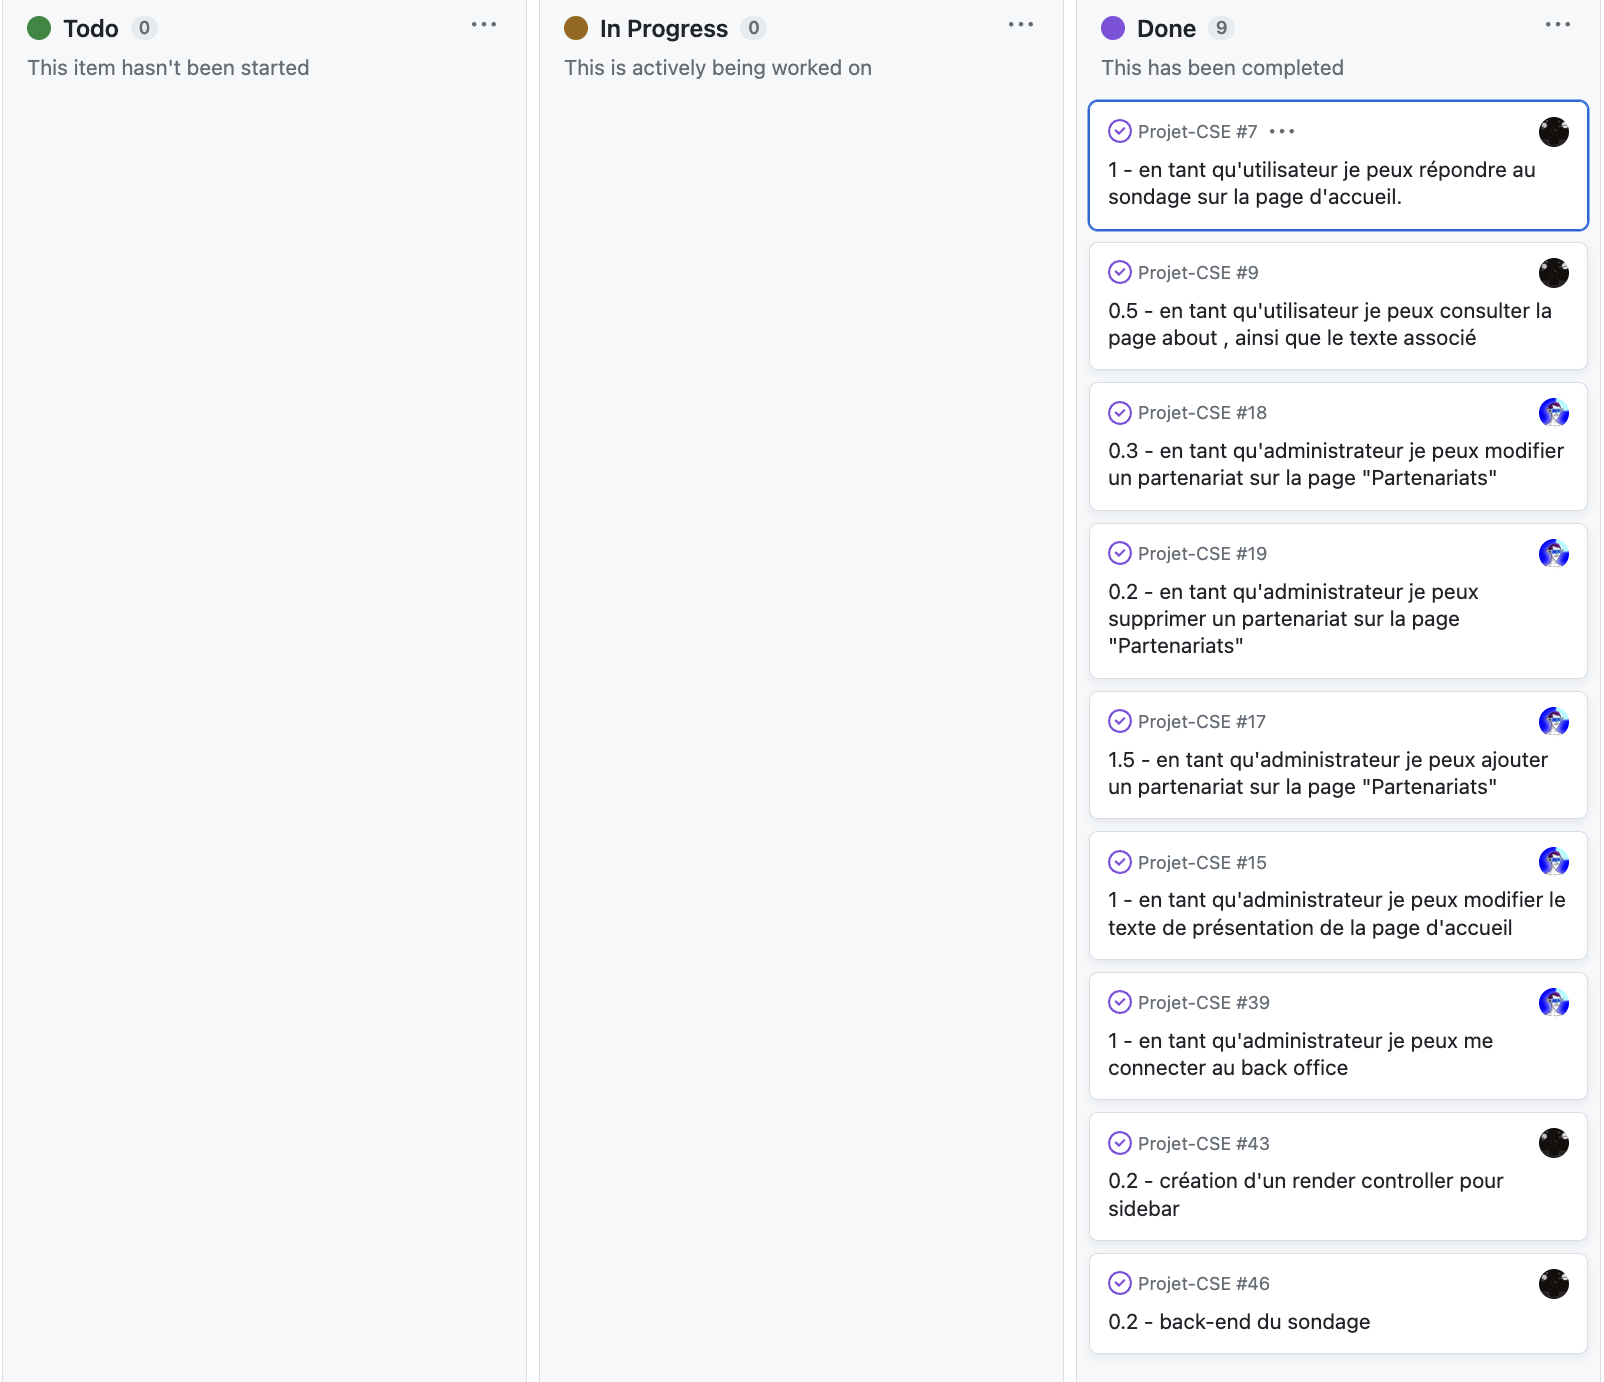 Todo 0
This item hasn't been started
In Progress 0
This is actively being worked on
Done 9
This has been completed
Projet-CSE #7
1 - en tant qu'utilisateur je peux répondre au
sondage sur la page d'accueil.
Projet-CSE #9
0.5 - en tant qu'utilisateur je peux consulter la
page about , ainsi que le texte associé
Projet-CSE #18
0.3 - en tant qu'administrateur je peux modifier
un partenariat sur la page "Partenariats"
Projet-CSE #19
0.2 - en tant qu'administrateur je peux
supprimer un partenariat sur la page
"Partenariats"
Projet-CSE #17
1.5 - en tant qu'administrateur je peux ajouter
un partenariat sur la page "Partenariats"
Projet-CSE #15
1 - en tant qu'administrateur je peux modifier le
texte de présentation de la page d'accueil
Projet-CSE #39
1 - en tant qu'administrateur je peux me
connecter au back office
Projet-CSE #43
0.2 - création d'un render controller pour
sidebar
Projet-CSE #46
0.2 - back-end du sondage